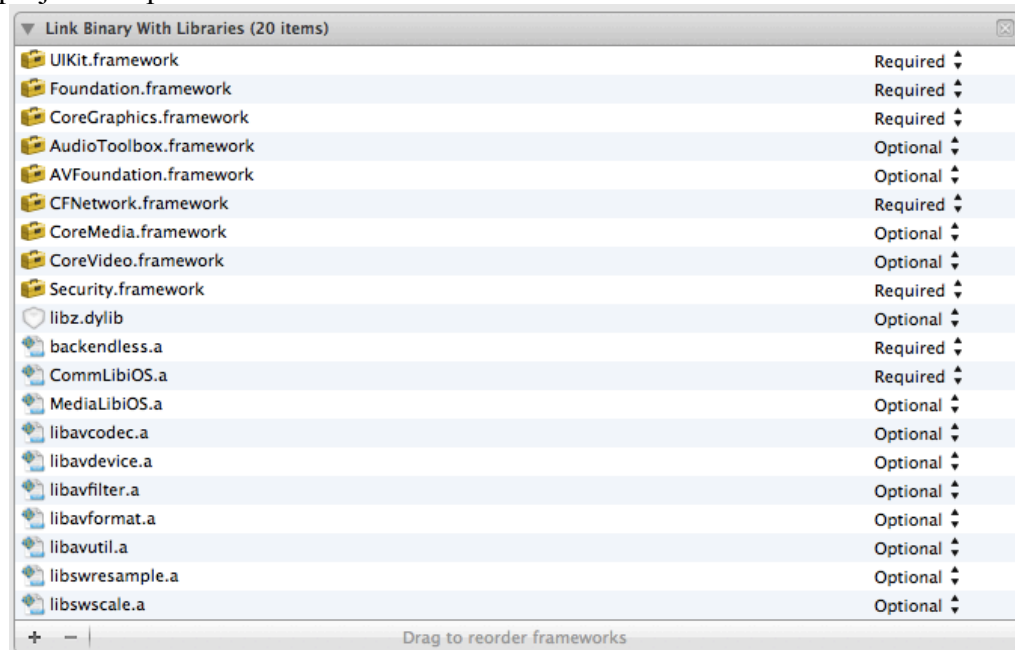 Link Binary With Libraries (20 items)
UIKit.framework Required
Foundation.framework Required
CoreGraphics.framework Required
AudioToolbox.framework Optional
AVFoundation.framework Optional
CFNetwork.framework Required
CoreMedia.framework Optional
CoreVideo.framework Optional
Security.framework Required
libz.dylib Optional
backendless.a Required
CommLibiOS.a Required
MediaLibiOS.a Optional
libavcodec.a Optional
libavdevice.a Optional
libavfilter.a Optional
libavformat.a Optional
libavutil.a Optional
libswresample.a Optional
libswscale.a Optional
+ − Drag to reorder frameworks